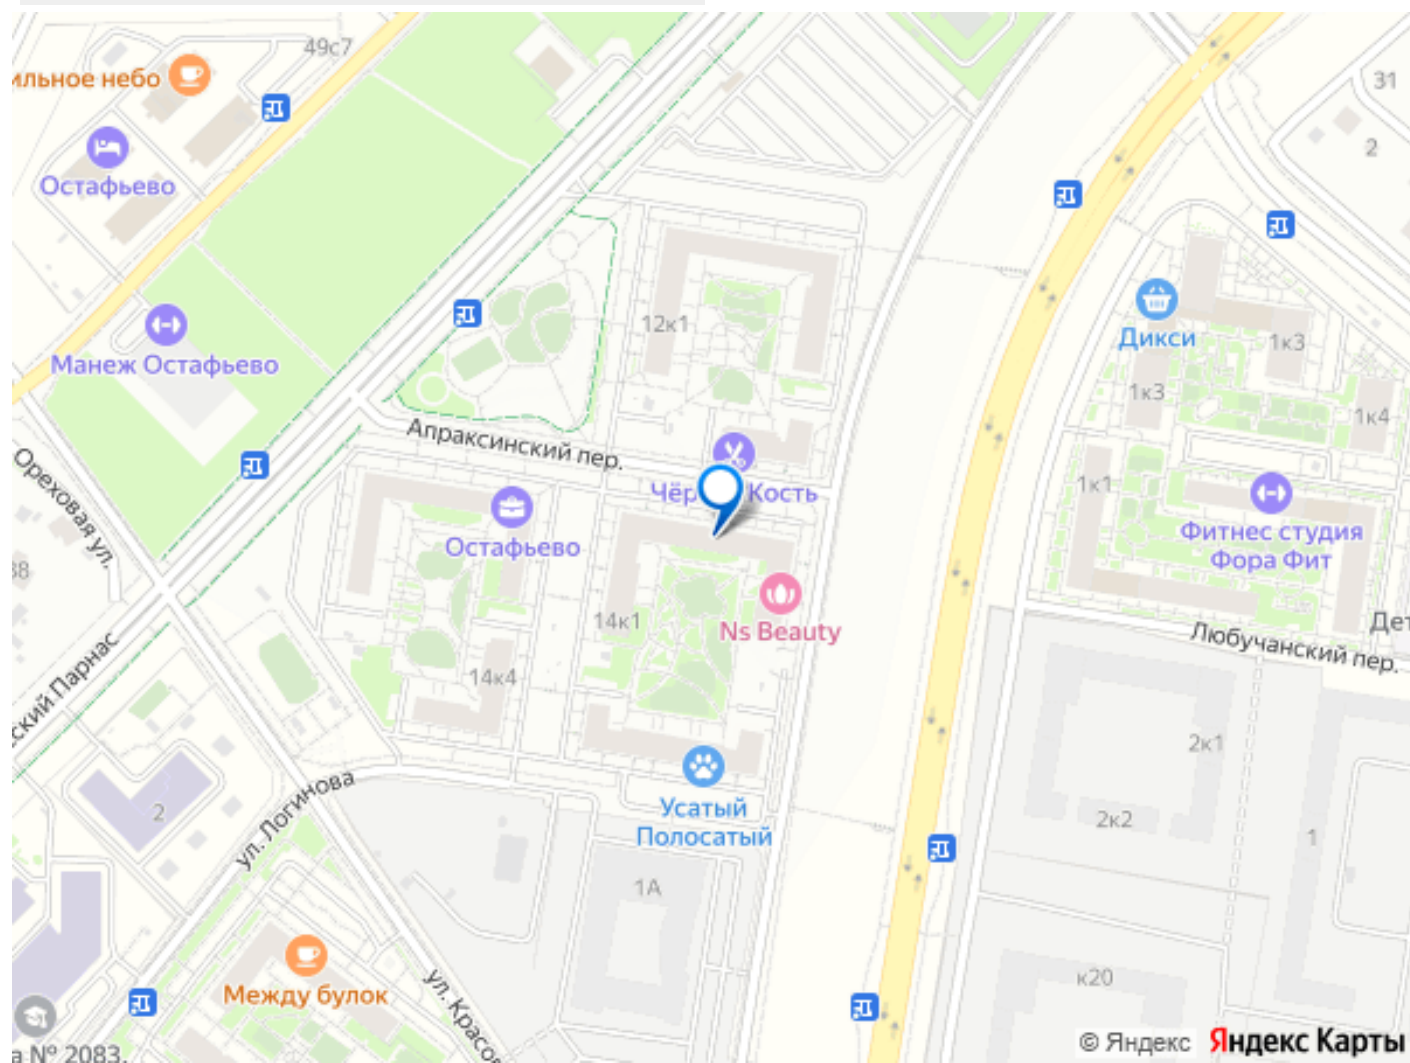 49с7
ильное небо
31
2
Остафьево
12к1
Дикси
1к3
Манеж Остафьево
1к3
1к4
Апраксинский пер.
Ореховая ул.
1к1
Чёр Кость
Остафьево
Фитнес студия
Фора Фит
38
14к1
Ns Beauty
Дет
Любучанский пер.
14к4
ский Парнас
2к1
2
ул. Логинова
Усатый
Полосатый
2к2
1
1А
Между булок
ул. Красо
к20
а № 2083.
© Яндекс Яндекс Карты